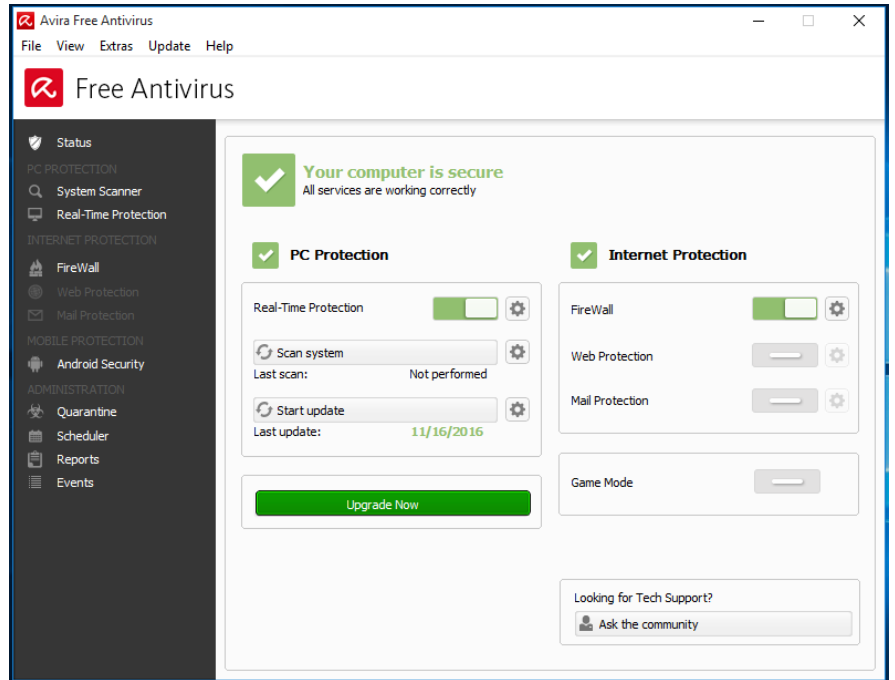 Avira Free Antivirus
File View Extras Update Help
Free Antivirus
Status
PC PROTECTION
System Scanner
Real-Time Protection
INTERNET PROTECTION
FireWall
Web Protection
Mail Protection
MOBILE PROTECTION
Android Security
ADMINISTRATION
Quarantine
Scheduler
Reports
Events
Your computer is secure
All services are working correctly
PC Protection
Real-Time Protection
Scan system
Last scan: Not performed
Start update
Last update: 11/16/2016
Upgrade Now
Internet Protection
FireWall
Web Protection
Mail Protection
Game Mode
Looking for Tech Support?
Ask the community